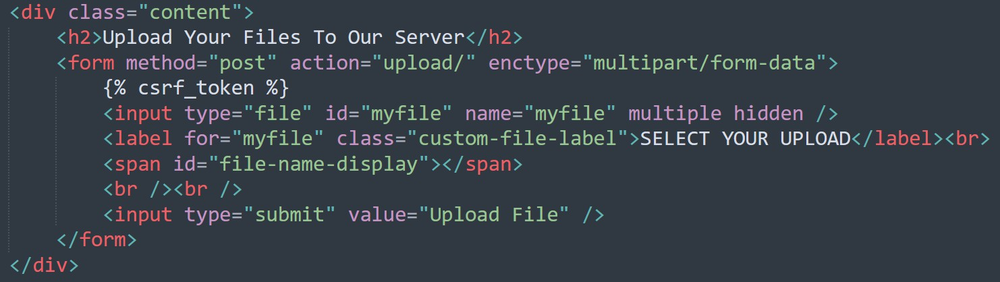 <div class="content">
    <h2>Upload Your Files To Our Server</h2>
    <form method="post" action="upload/" enctype="multipart/form-data">
        {% csrf_token %}
        <input type="file" id="myfile" name="myfile" multiple hidden />
        <label for="myfile" class="custom-file-label">SELECT YOUR UPLOAD</label><br>
        <span id="file-name-display"></span>
        <br /><br />
        <input type="submit" value="Upload File" />
    </form>
</div>